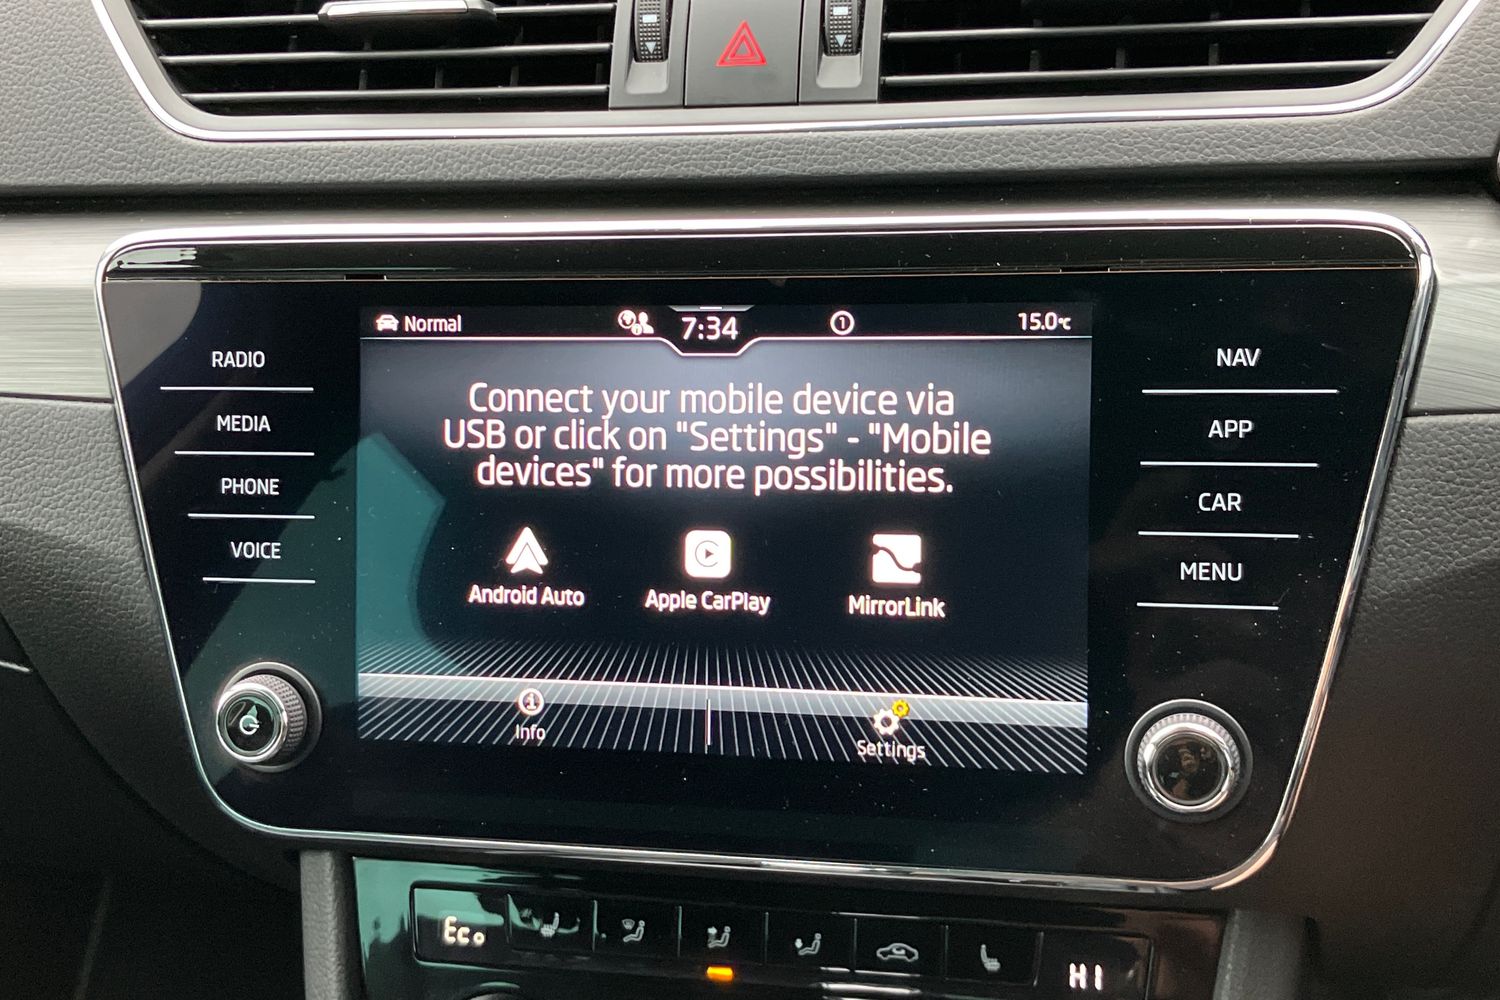 Normal
7:34
1
15.0°C
RADIO
MEDIA
PHONE
VOICE
Connect your mobile device via
USB or click on "Settings" - "Mobile
devices" for more possibilities.
Android Auto
Apple CarPlay
MirrorLink
Info
Settings
NAV
APP
CAR
MENU
Eco
HI